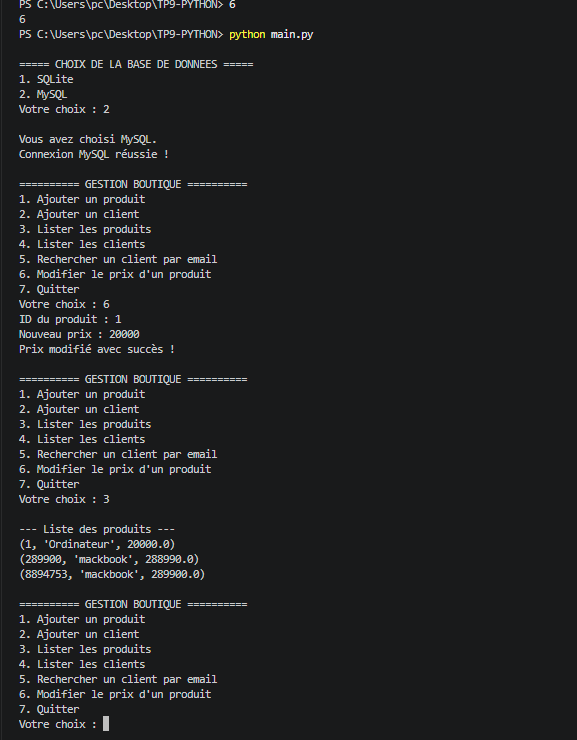 PS C:\Users\pc\Desktop\TP9-PYTHON> 6
6
PS C:\Users\pc\Desktop\TP9-PYTHON> python main.py
===== CHOIX DE LA BASE DE DONNEES =====
1. SQLite
2. MySQL
Votre choix : 2
Vous avez choisi MySQL.
Connexion MySQL réussie !
========== GESTION BOUTIQUE ==========
1. Ajouter un produit
2. Ajouter un client
3. Lister les produits
4. Lister les clients
5. Rechercher un client par email
6. Modifier le prix d'un produit
7. Quitter
Votre choix : 6
ID du produit : 1
Nouveau prix : 20000
Prix modifié avec succès !
========== GESTION BOUTIQUE ==========
1. Ajouter un produit
2. Ajouter un client
3. Lister les produits
4. Lister les clients
5. Rechercher un client par email
6. Modifier le prix d'un produit
7. Quitter
Votre choix : 3
--- Liste des produits ---
(1, 'Ordinateur', 20000.0)
(289900, 'mackbook', 288990.0)
(8894753, 'mackbook', 289900.0)
========== GESTION BOUTIQUE ==========
1. Ajouter un produit
2. Ajouter un client
3. Lister les produits
4. Lister les clients
5. Rechercher un client par email
6. Modifier le prix d'un produit
7. Quitter
Votre choix :